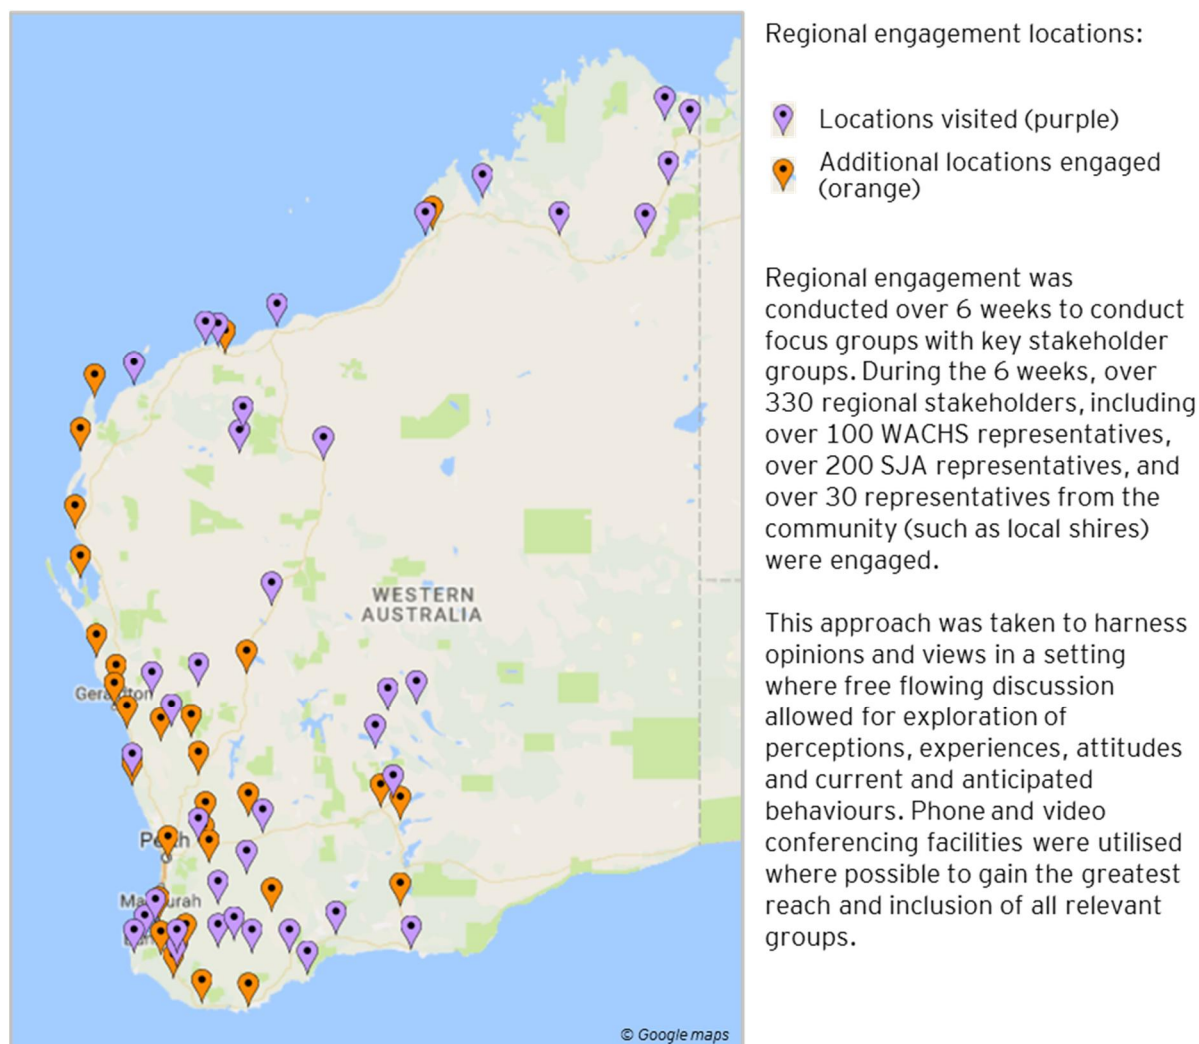 Regional engagement locations:
Locations visited (purple)
Additional locations engaged
(orange)
Regional engagement was
conducted over 6 weeks to conduct
focus groups with key stakeholder
groups. During the 6 weeks, over
330 regional stakeholders, including
over 100 WACHS representatives,
over 200 SJA representatives, and
over 30 representatives from the
community (such as local shires)
were engaged.
This approach was taken to harness
opinions and views in a setting
where free flowing discussion
allowed for exploration of
perceptions, experiences, attitudes
and current and anticipated
behaviours. Phone and video
conferencing facilities were utilised
where possible to gain the greatest
reach and inclusion of all relevant
groups.
WESTERN
AUSTRALIA
© Google maps